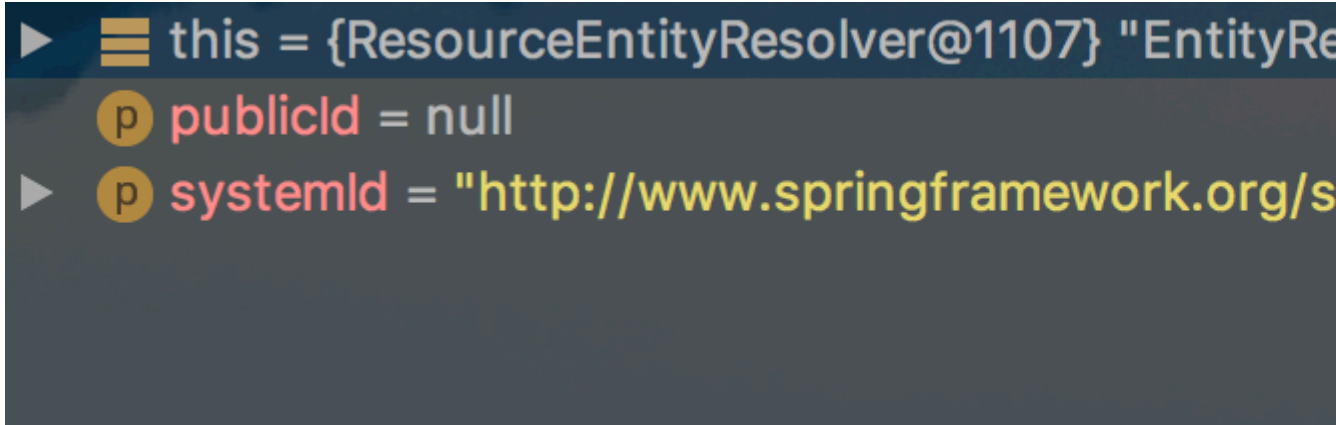 this = {ResourceEntityResolver@1107} "EntityRe
p publicId = null
p systemId = "http://www.springframework.org/s